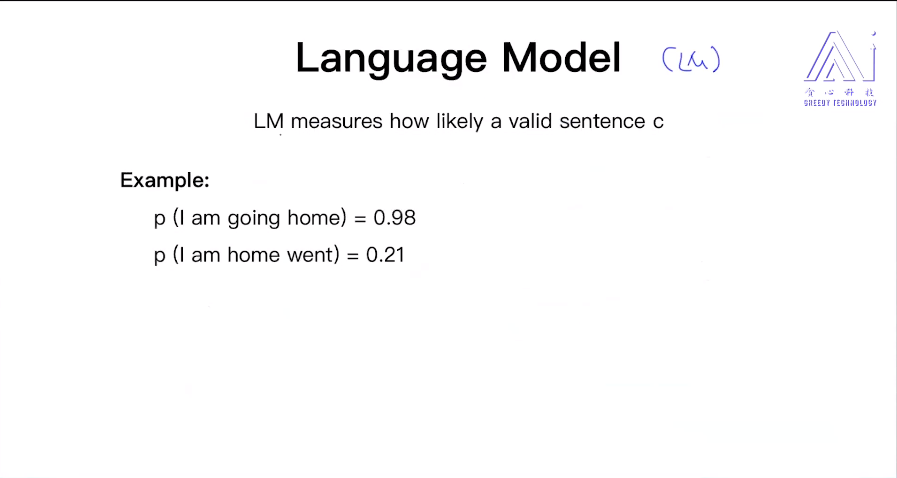 Language Model (LM)
贪心科技
GREEDY TECHNOLOGY
LM measures how likely a valid sentence c
Example:
p (I am going home) = 0.98
p (I am home went) = 0.21